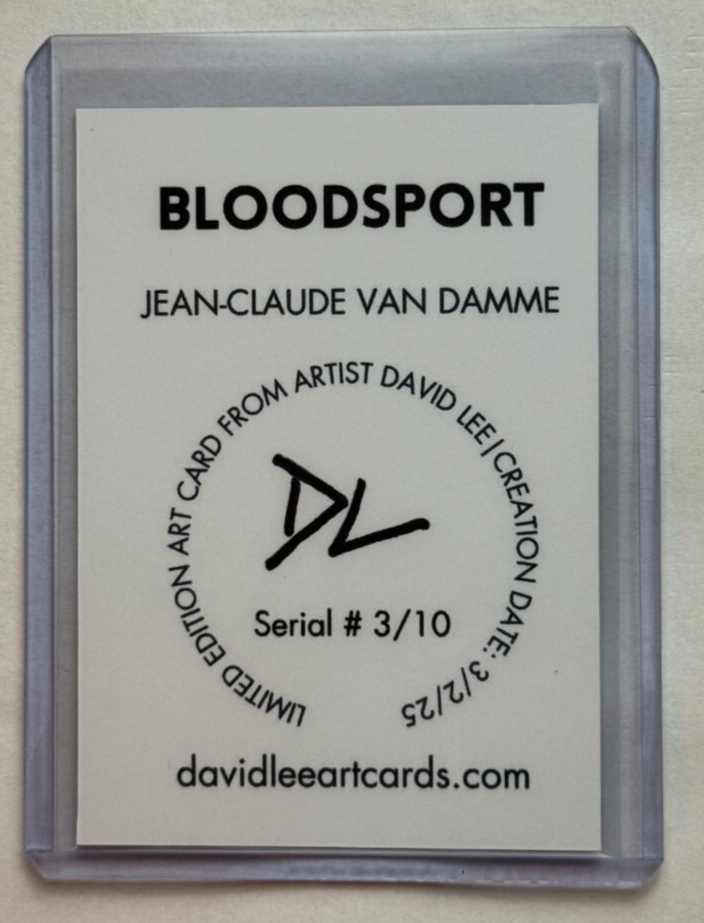 BLOODSPORT
JEAN-CLAUDE VAN DAMME
LIMITED EDITION ART CARD FROM ARTIST DAVID LEE | CREATION DATE: 3/2/25
DL
Serial # 3/10
davidleeartcards.com